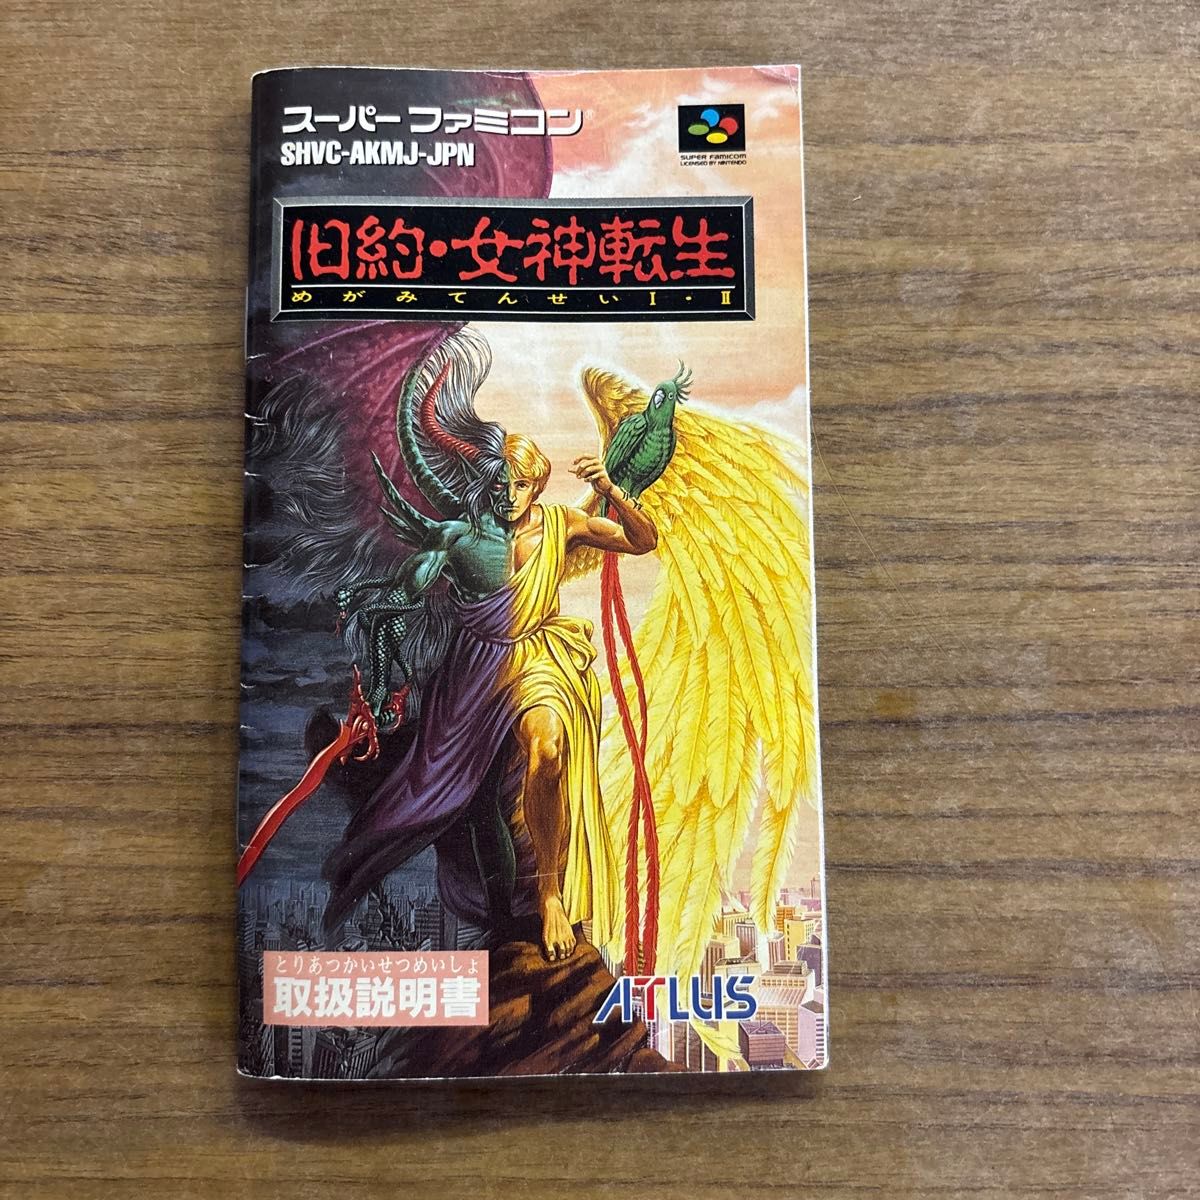 スーパーファミコン®
SHVC-AKMJ-JPN
SUPER FAMICOM
LICENSED BY NINTENDO
旧約・女神転生
めがみてんせいI・II
とりあつかいせつめいしょ
取扱説明書
ATLUS